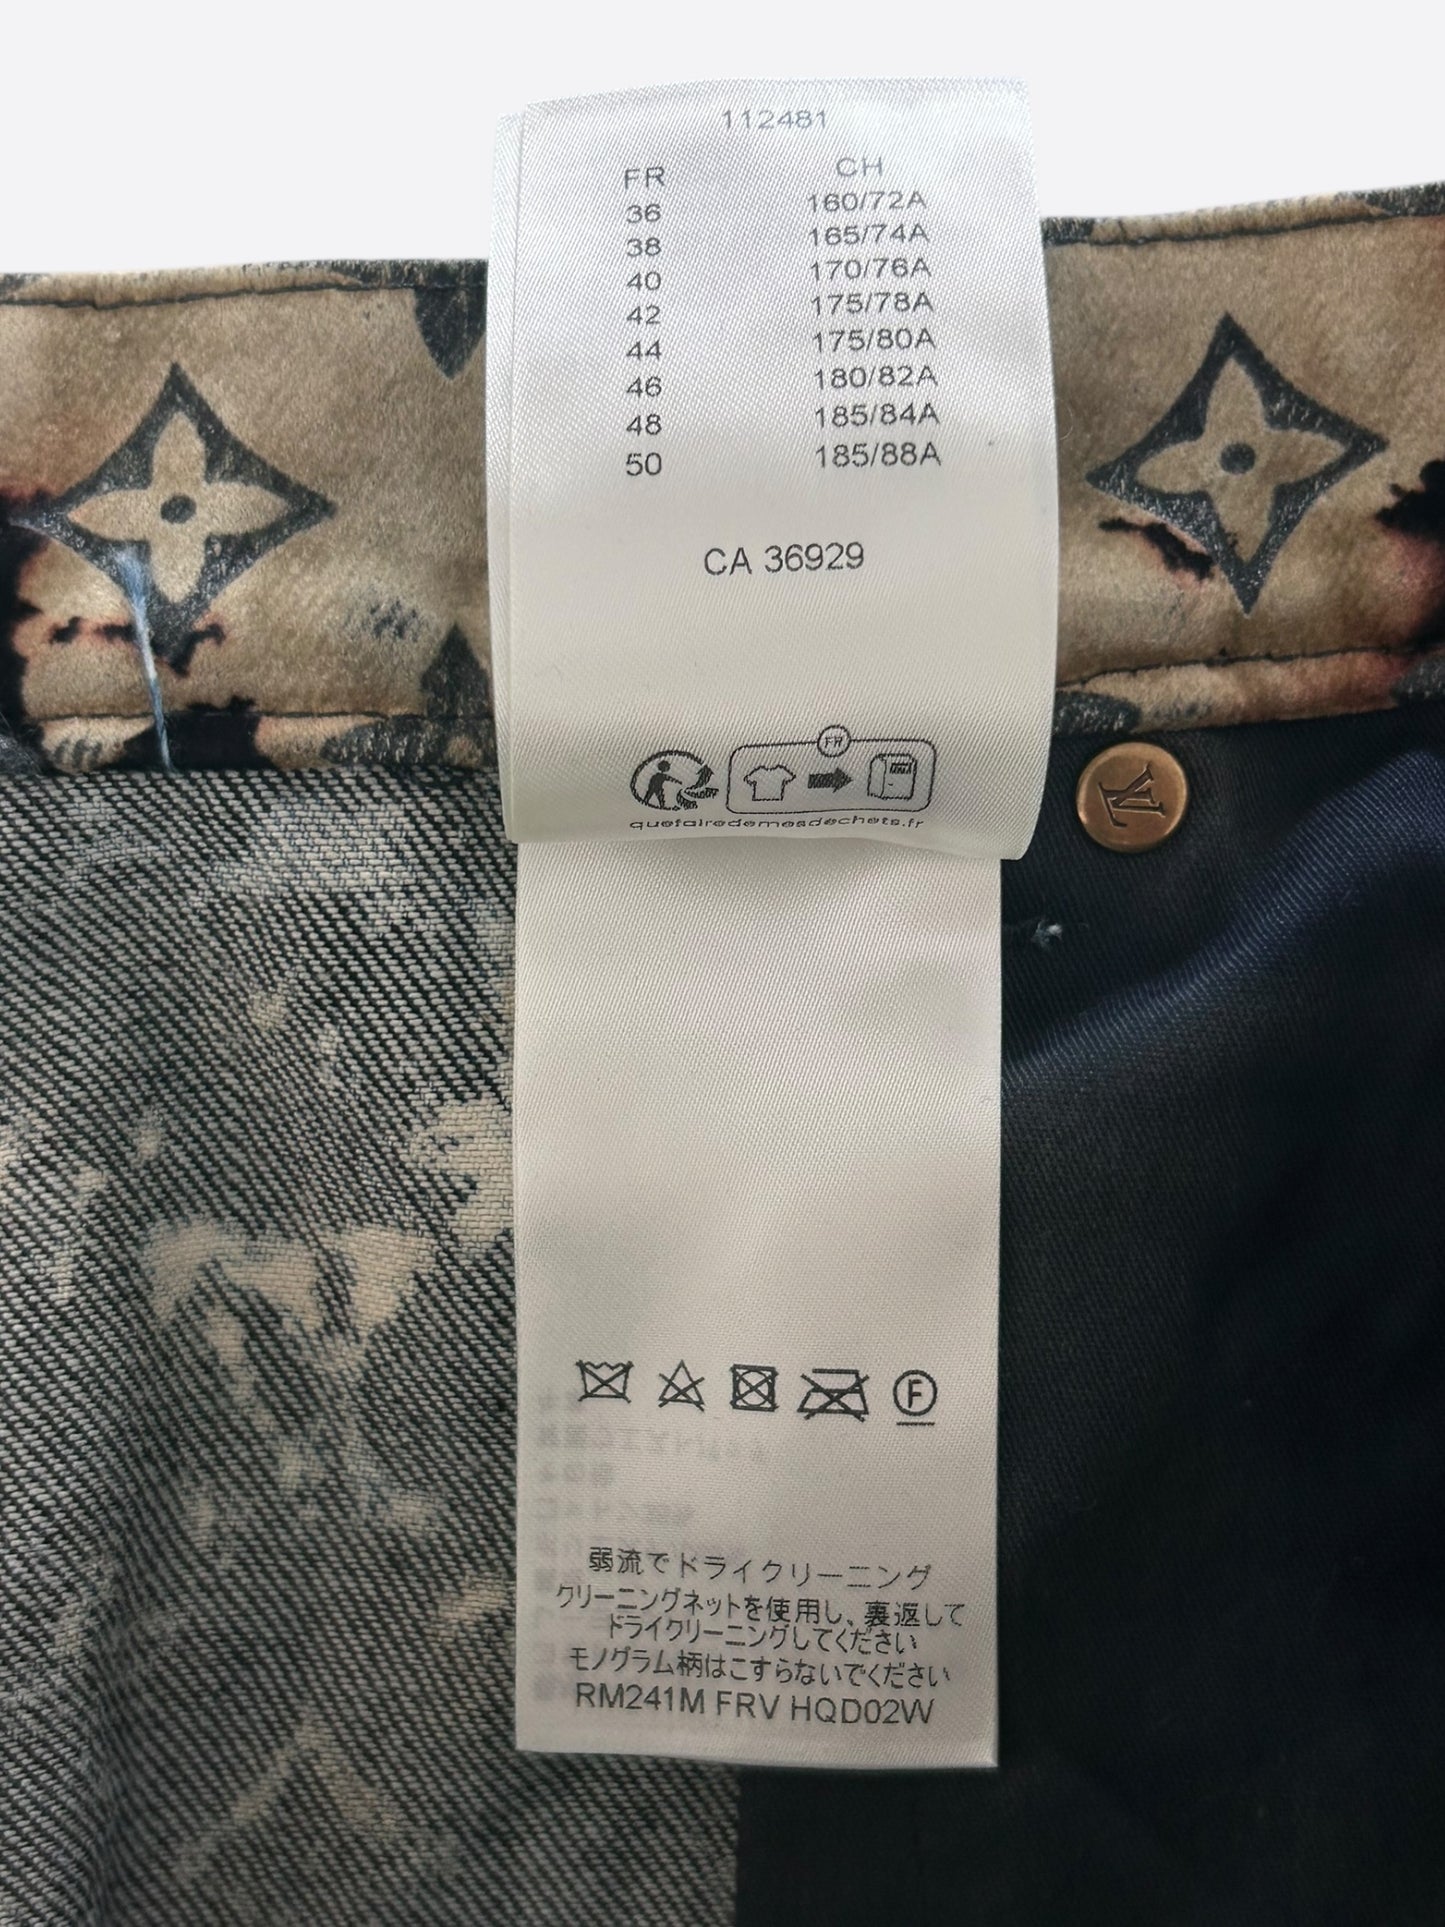 112481
FR CH
36 160/72A
38 165/74A
40 170/76A
42 175/78A
44 175/80A
46 180/82A
48 185/84A
50 185/88A
CA 36929
FR
quefairedemesdechets.fr
LV
F
弱流でドライクリーニング
クリーニングネットを使用し、裏返して
ドライクリーニングしてください
モノグラム柄はこすらないでください
RM241M FRV HQD02W